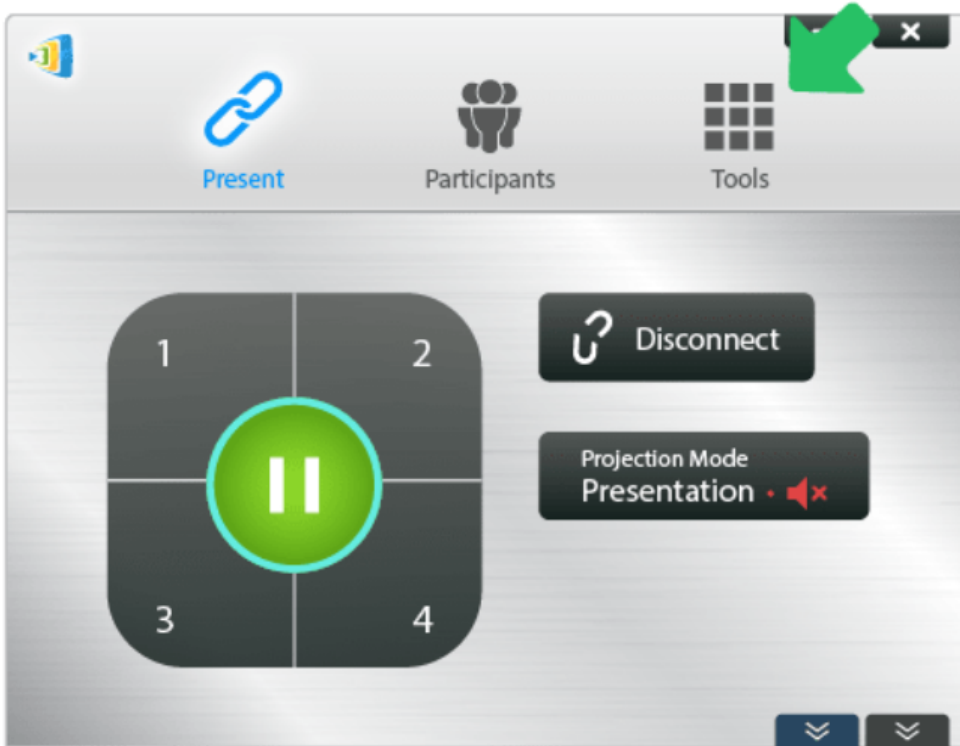 Present
Participants
Tools
1
2
3
4
Disconnect
Projection Mode
Presentation